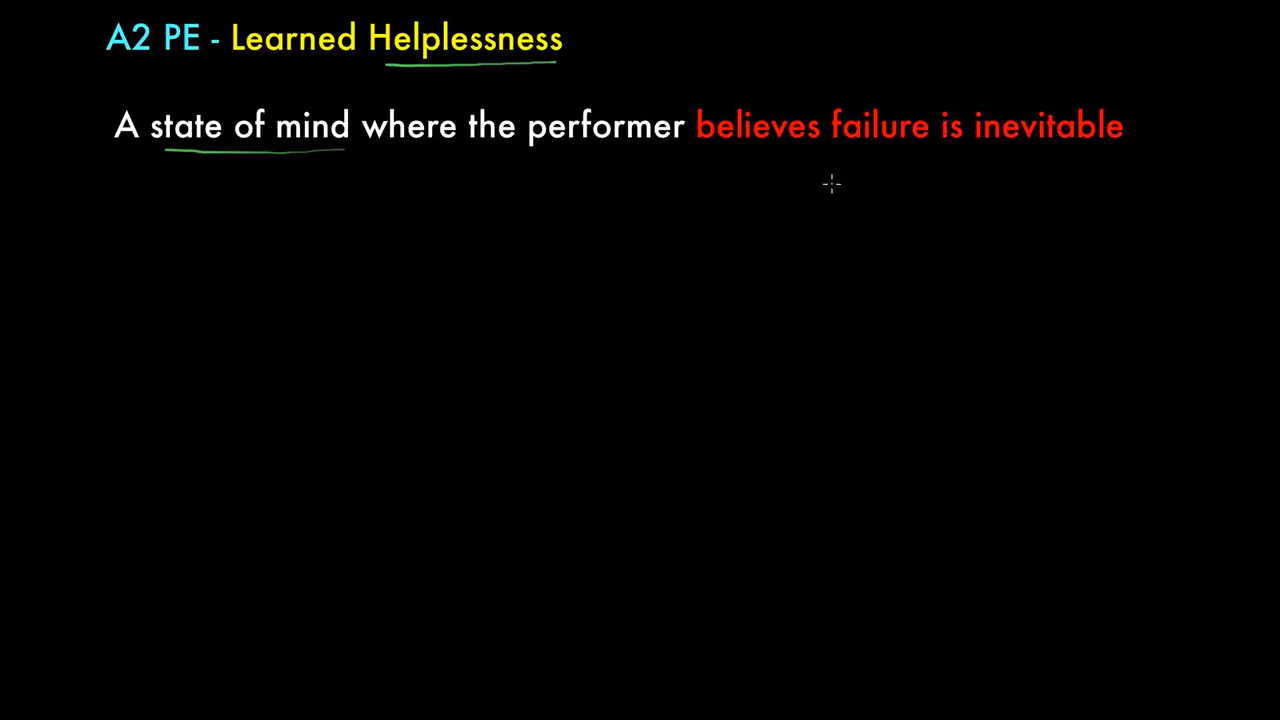 A2 PE - Learned Helplessness
A state of mind where the performer believes failure is inevitable